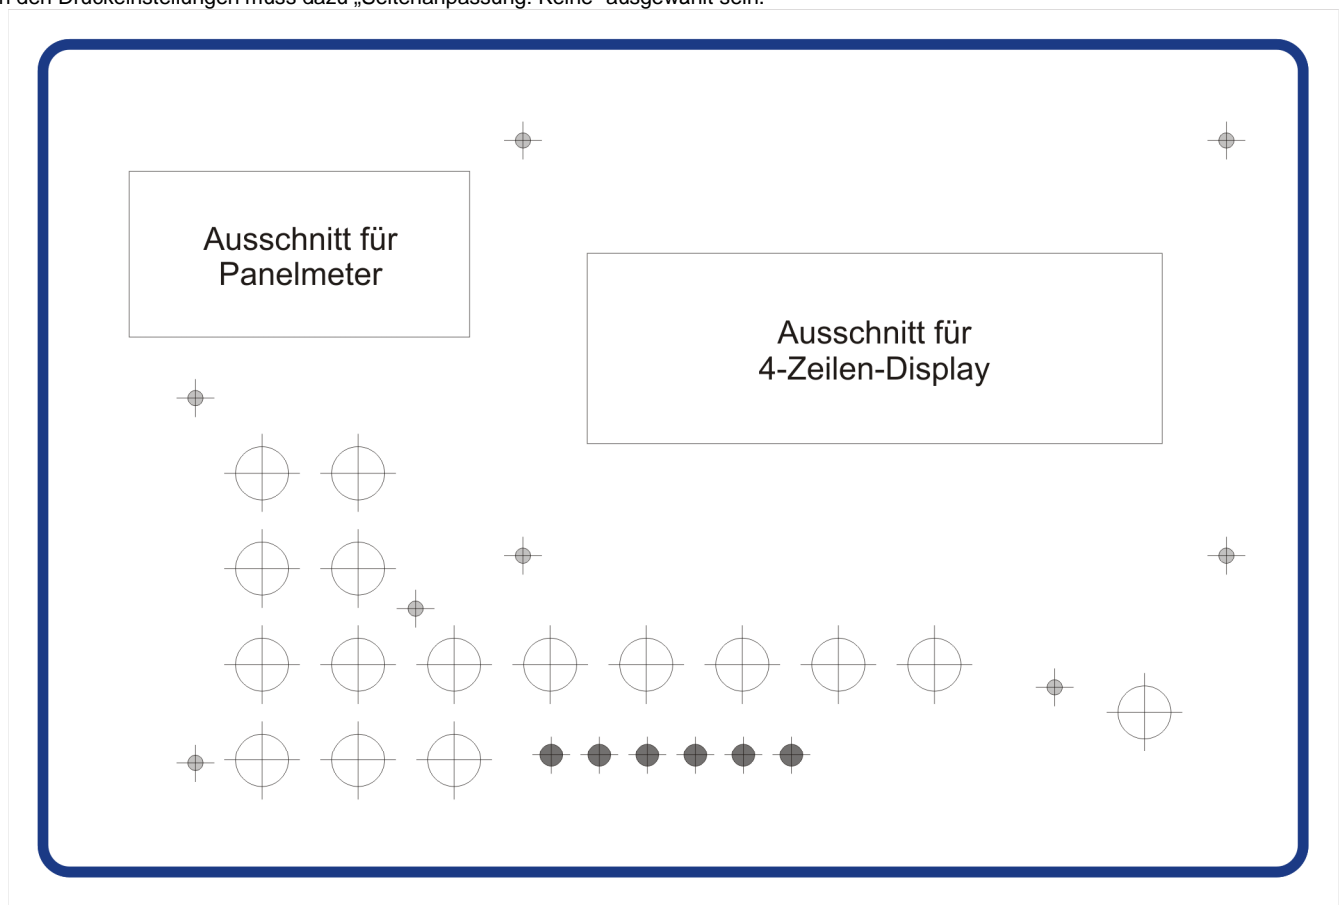 den Druckeinstellungen muss dazu „Seitenanpassung: Keine“ ausgewählt sein.
Ausschnitt für
Panelmeter
Ausschnitt für
4-Zeilen-Display